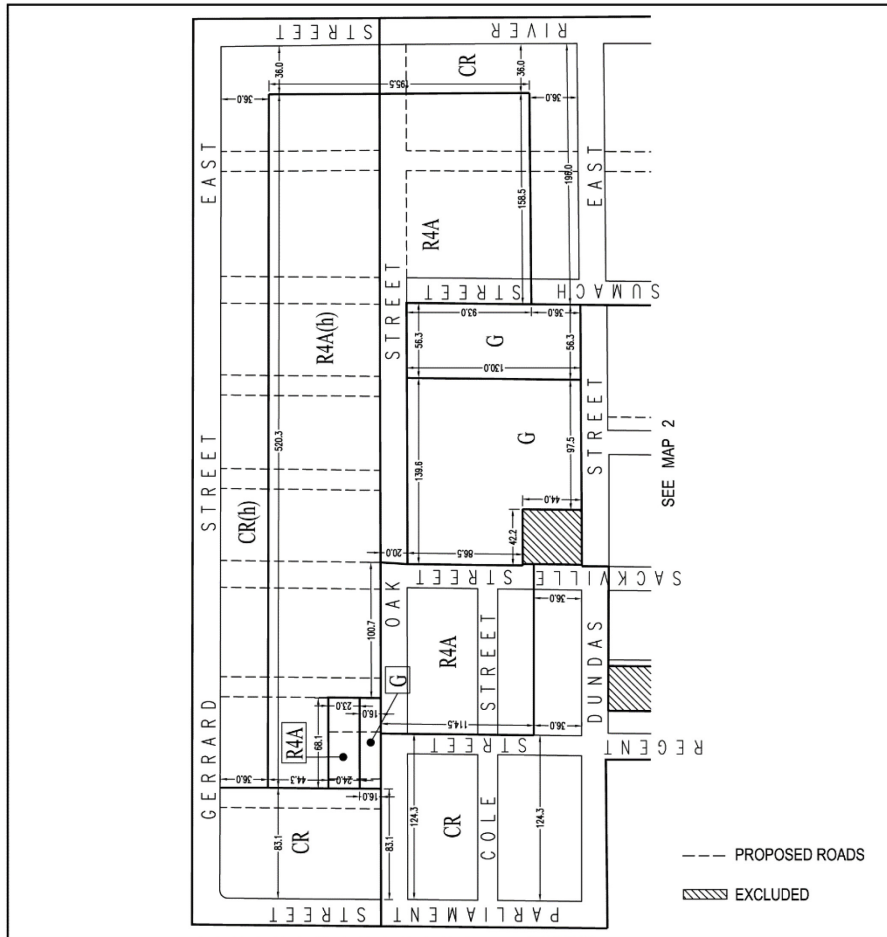 RIVER STREET
36.0
195.5
36.0
CR
36.0
36.0
158.5
196.0
EAST
EAST
R4A
SUMACH STREET
93.0
36.0
R4A(h)
STREET
56.3
G
56.3
130.0
520.3
G
STREET
SEE MAP 2
139.6
97.5
44.0
STREET
CR(h)
42.2
20.0
86.5
SACKVILLE STREET
100.7
OAK
36.0
R4A
STREET
G
DUNDAS
23.0
16.0
114.5
36.0
GERRARD
R4A
68.1
REGENT STREET
36.0
44.3
24.0
16.0
83.1
CR
83.1
124.3
CR
COLE
124.3
PROPOSED ROADS
EXCLUDED
PARLIAMENT STREET